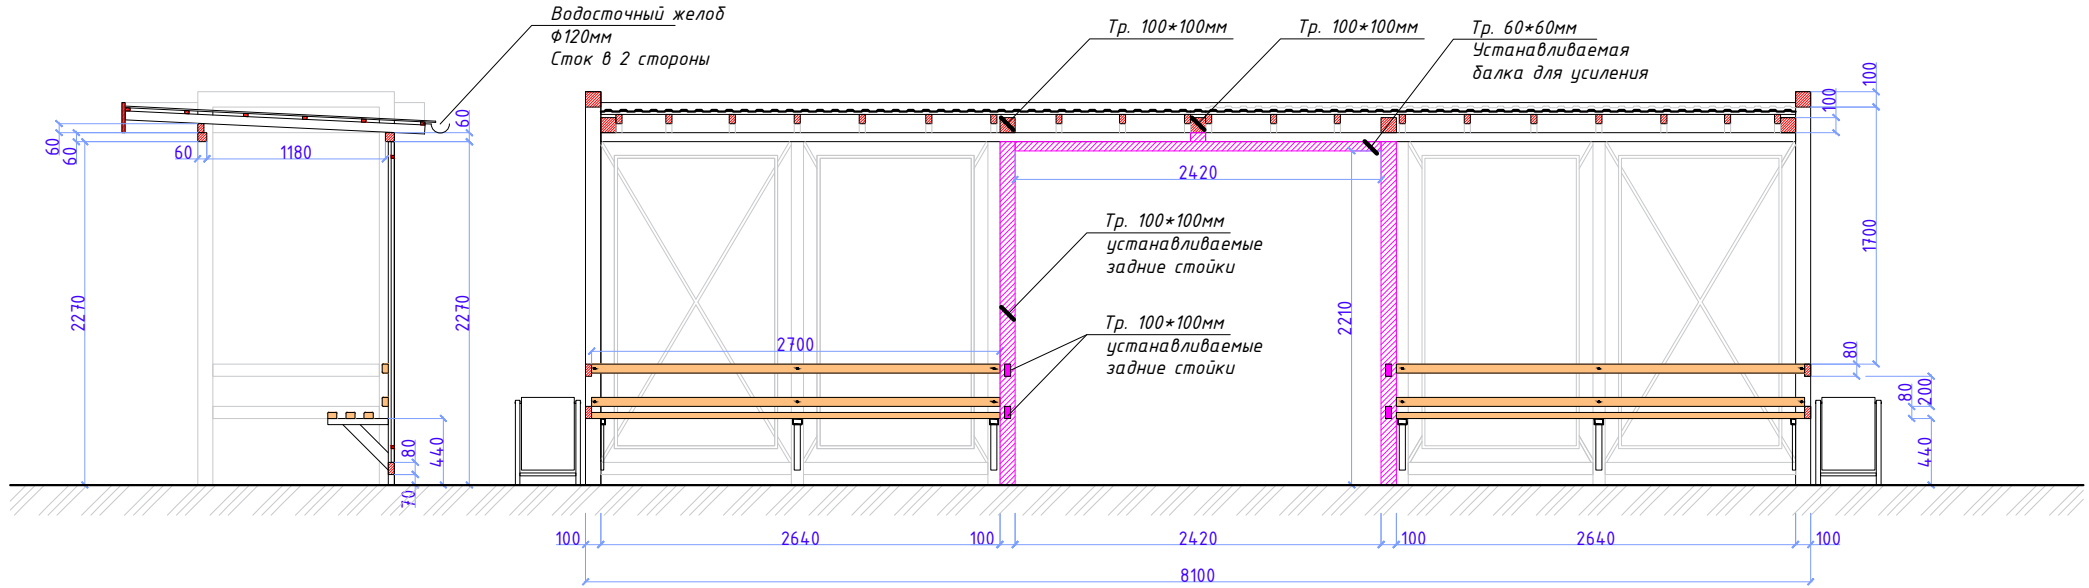 Водосточный желоб
Ф120мм
Сток в 2 стороны
Тр. 100*100мм
Тр. 100*100мм
Тр. 60*60мм
Устанавливаемая
балка для усиления
100
100
60
60
60
60
1180
2420
Тр. 100*100мм
устанавливаемые
задние стойки
1700
2270
2270
2210
Тр. 100*100мм
устанавливаемые
задние стойки
2700
80
80
200
440
80
440
70
100
2640
100
2420
100
2640
100
8100